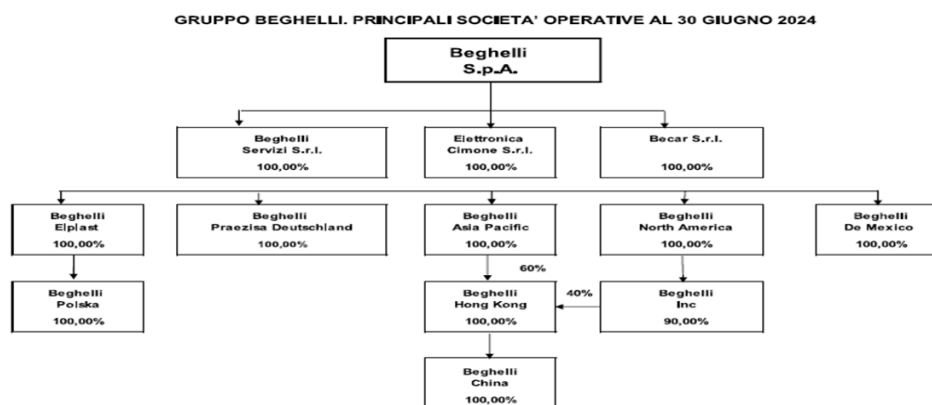 GRUPPO BEGHELLI. PRINCIPALI SOCIETA' OPERATIVE AL 30 GIUGNO 2024
Beghelli
S.p.A.
Beghelli
Servizi S.r.l.
100,00%
Elettronica
Cimone S.r.l.
100,00%
Becar S.r.l.
100,00%
Beghelli
Elplast
100,00%
Beghelli
Praezisa Deutschland
100,00%
Beghelli
Asia Pacific
100,00%
Beghelli
North America
100,00%
Beghelli
De Mexico
100,00%
60%
Beghelli
Polska
100,00%
Beghelli
Hong Kong
100,00%
40%
Beghelli
Inc
90,00%
Beghelli
China
100,00%